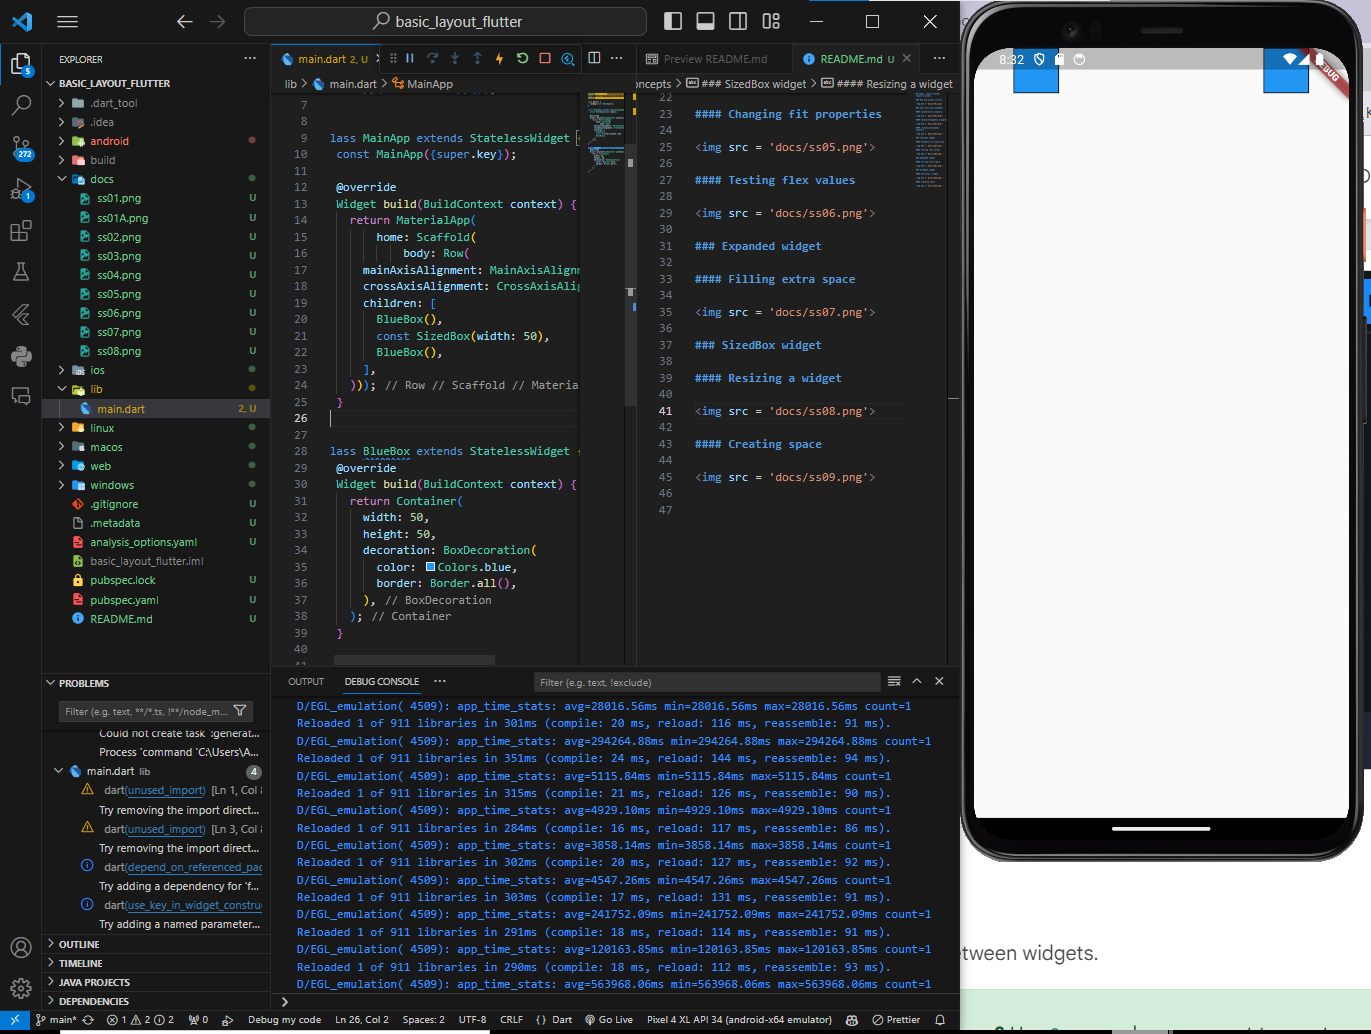 basic_layout_flutter
EXPLORER
BASIC_LAYOUT_FLUTTER
.dart_tool
.idea
android
build
docs
ss01.png U
ss01A.png U
ss02.png U
ss03.png U
ss04.png U
ss05.png U
ss06.png U
ss07.png U
ss08.png U
ios
lib
main.dart 2, U
linux
macos
web
windows
.gitignore U
.metadata U
analysis_options.yaml U
basic_layout_flutter.iml
pubspec.lock U
pubspec.yaml U
README.md U
5
272
1
PROBLEMS
Filter (e.g. text, **/*.ts, !**/node_m...
Could not create task ':generat...
Process 'command 'C:\Users\A...
main.dart lib 4
dart(unused_import) [Ln 1, Col
Try removing the import direct...
dart(unused_import) [Ln 3, Col
Try removing the import direct...
dart(depend_on_referenced_pac
Try adding a dependency for 'f...
dart(use_key_in_widget_constru
Try adding a named parameter...
OUTLINE
TIMELINE
JAVA PROJECTS
DEPENDENCIES
main.dart 2, U
lib > main.dart > MainApp
7
8
9 lass MainApp extends StatelessWidget {
10 const MainApp({super.key});
11
12 @override
13 Widget build(BuildContext context) {
14 return MaterialApp(
15 home: Scaffold(
16 body: Row(
17 mainAxisAlignment: MainAxisAlignm
18 crossAxisAlignment: CrossAxisAlig
19 children: [
20 BlueBox(),
21 const SizedBox(width: 50),
22 BlueBox(),
23 ],
24 ))); // Row // Scaffold // Materia
25 }
26
27
28 lass BlueBox extends StatelessWidget {
29 @override
30 Widget build(BuildContext context) {
31 return Container(
32 width: 50,
33 height: 50,
34 decoration: BoxDecoration(
35 color: Colors.blue,
36 border: Border.all(),
37 ), // BoxDecoration
38 ); // Container
39 }
40
41
Preview README.md
README.md U
oncepts > ### SizedBox widget > #### Resizing a widget
22
23 #### Changing fit properties
24
25 <img src = 'docs/ss05.png'>
26
27 #### Testing flex values
28
29 <img src = 'docs/ss06.png'>
30
31 ### Expanded widget
32
33 #### Filling extra space
34
35 <img src = 'docs/ss07.png'>
36
37 ### SizedBox widget
38
39 #### Resizing a widget
40
41 <img src = 'docs/ss08.png'>
42
43 #### Creating space
44
45 <img src = 'docs/ss09.png'>
46
47
OUTPUT DEBUG CONSOLE
Filter (e.g. text, !exclude)
D/EGL_emulation( 4509): app_time_stats: avg=28016.56ms min=28016.56ms max=28016.56ms count=1
Reloaded 1 of 911 libraries in 301ms (compile: 20 ms, reload: 116 ms, reassemble: 91 ms).
D/EGL_emulation( 4509): app_time_stats: avg=294264.88ms min=294264.88ms max=294264.88ms count=1
Reloaded 1 of 911 libraries in 351ms (compile: 24 ms, reload: 144 ms, reassemble: 94 ms).
D/EGL_emulation( 4509): app_time_stats: avg=5115.84ms min=5115.84ms max=5115.84ms count=1
Reloaded 1 of 911 libraries in 315ms (compile: 21 ms, reload: 126 ms, reassemble: 90 ms).
D/EGL_emulation( 4509): app_time_stats: avg=4929.10ms min=4929.10ms max=4929.10ms count=1
Reloaded 1 of 911 libraries in 284ms (compile: 16 ms, reload: 117 ms, reassemble: 86 ms).
D/EGL_emulation( 4509): app_time_stats: avg=3858.14ms min=3858.14ms max=3858.14ms count=1
Reloaded 1 of 911 libraries in 302ms (compile: 20 ms, reload: 127 ms, reassemble: 92 ms).
D/EGL_emulation( 4509): app_time_stats: avg=4547.26ms min=4547.26ms max=4547.26ms count=1
Reloaded 1 of 911 libraries in 303ms (compile: 17 ms, reload: 131 ms, reassemble: 91 ms).
D/EGL_emulation( 4509): app_time_stats: avg=241752.09ms min=241752.09ms max=241752.09ms count=1
Reloaded 1 of 911 libraries in 291ms (compile: 18 ms, reload: 114 ms, reassemble: 91 ms).
D/EGL_emulation( 4509): app_time_stats: avg=120163.85ms min=120163.85ms max=120163.85ms count=1
Reloaded 1 of 911 libraries in 290ms (compile: 18 ms, reload: 112 ms, reassemble: 93 ms).
D/EGL_emulation( 4509): app_time_stats: avg=563968.06ms min=563968.06ms max=563968.06ms count=1
main* 1 2 2 0 Debug my code Ln 26, Col 2 Spaces: 2 UTF-8 CRLF {} Dart Go Live Pixel 4 XL API 34 (android-x64 emulator) Prettier
8:32
DEBUG
tween widgets.